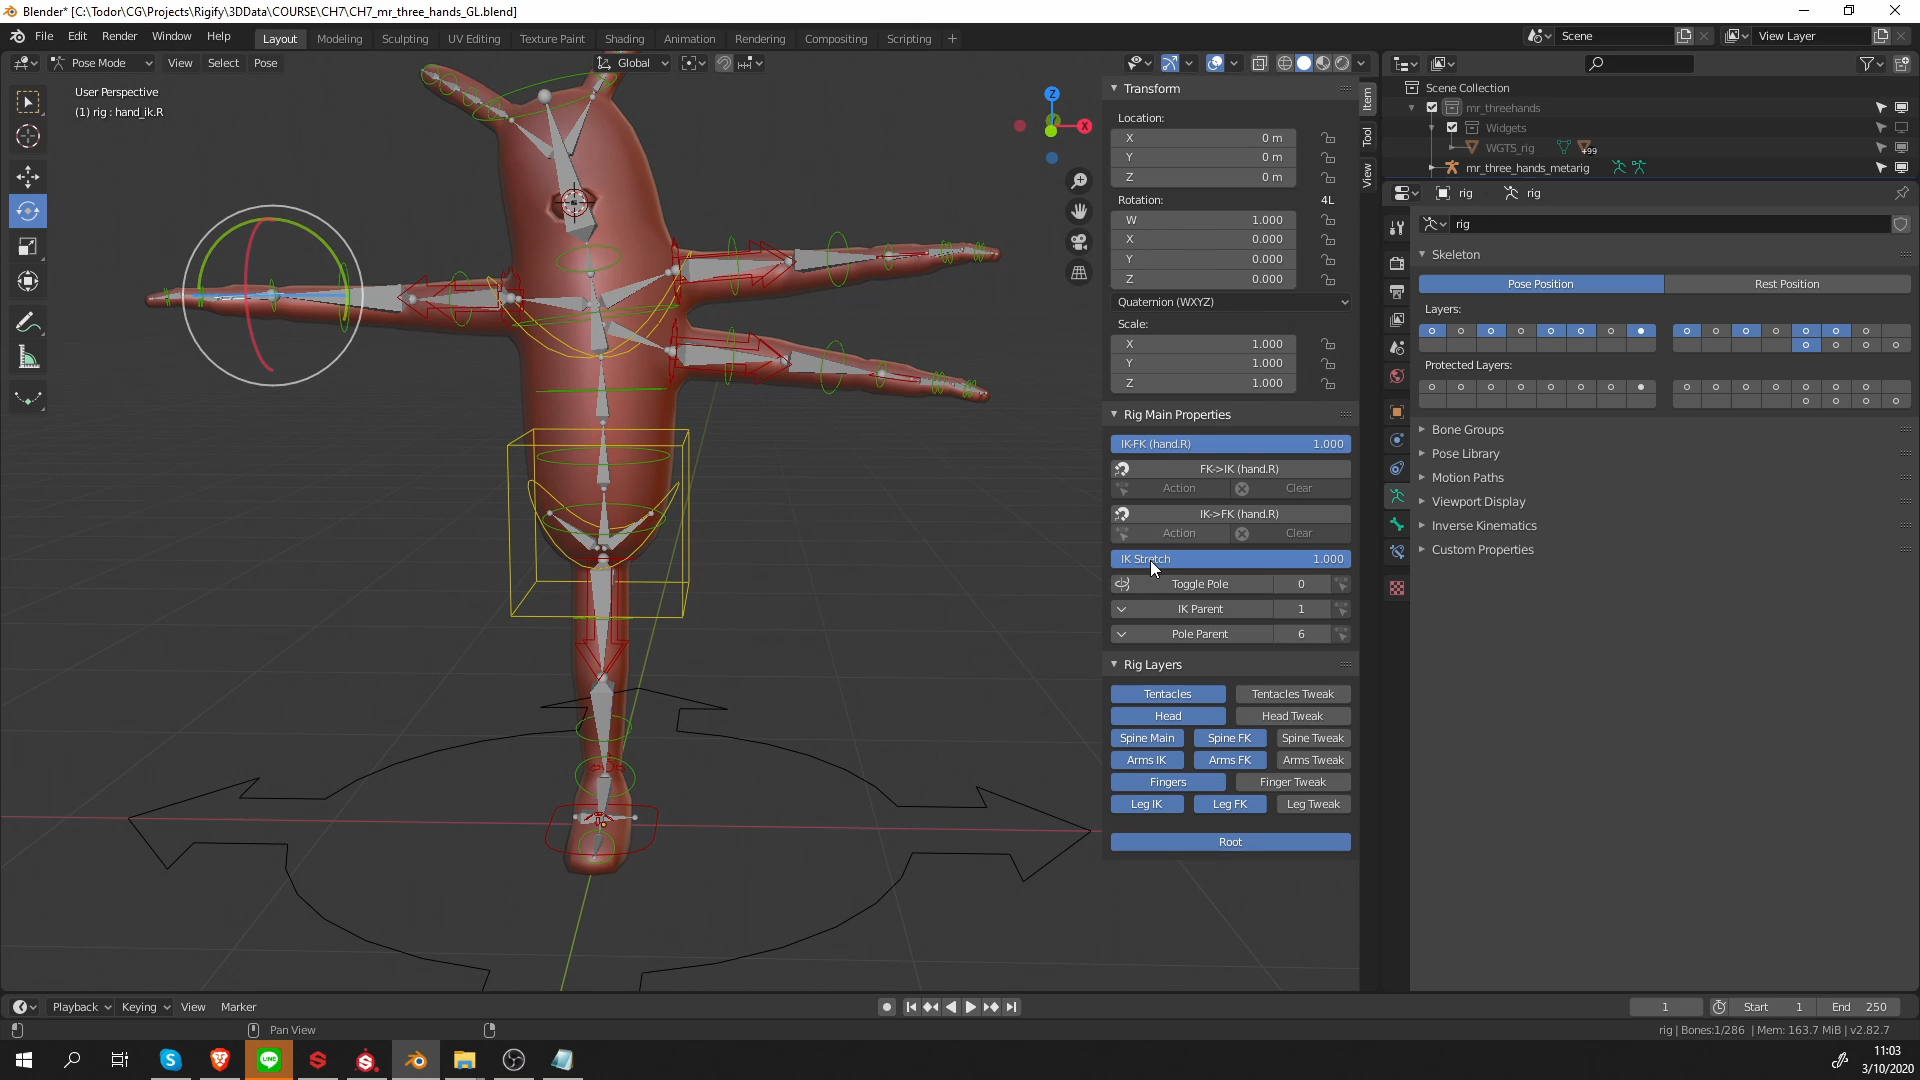 Blender* [C:\Todor\CG\Projects\Rigify\3DData\COURSE\CH7\CH7_mr_three_hands_GL.blend]
File Edit Render Window Help Layout Modeling Sculpting UV Editing Texture Paint Shading Animation Rendering Compositing Scripting + Scene View Layer
Pose Mode View Select Pose Global
User Perspective
(1) rig : hand_ik.R
Z
X
Y
Item
Tool
View
Transform
Location:
X 0 m
Y 0 m
Z 0 m
Rotation: 4L
W 1.000
X 0.000
Y 0.000
Z 0.000
Quaternion (WXYZ)
Scale:
X 1.000
Y 1.000
Z 1.000
Rig Main Properties
IK-FK (hand.R) 1.000
FK->IK (hand.R)
Action Clear
IK->FK (hand.R)
Action Clear
IK Stretch 1.000
Toggle Pole 0
IK Parent 1
Pole Parent 6
Rig Layers
Tentacles Tentacles Tweak
Head Head Tweak
Spine Main Spine FK Spine Tweak
Arms IK Arms FK Arms Tweak
Fingers Finger Tweak
Leg IK Leg FK Leg Tweak
Root
Scene Collection
mr_threehands
Widgets
WGTS_rig +99
mr_three_hands_metarig
rig rig
rig
Skeleton
Pose Position Rest Position
Layers:
Protected Layers:
Bone Groups
Pose Library
Motion Paths
Viewport Display
Inverse Kinematics
Custom Properties
Playback Keying View Marker 1 Start 1 End 250
Pan View rig | Bones:1/286 | Mem: 163.7 MiB | v2.82.7
11:03
3/10/2020